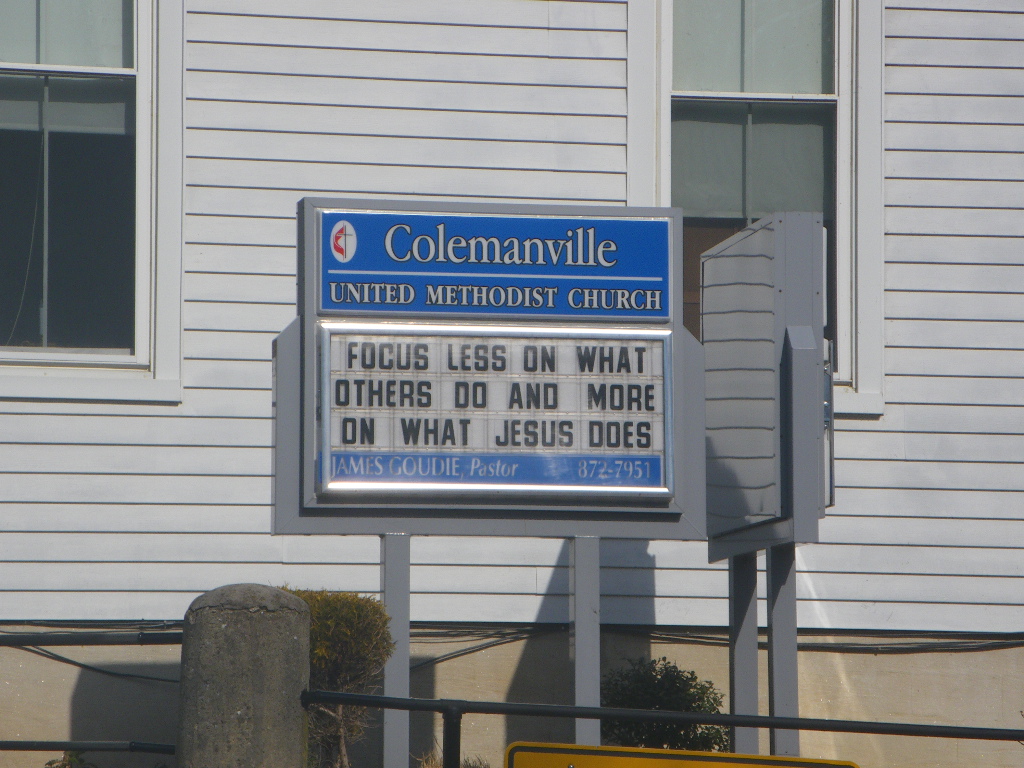 Colemanville
UNITED METHODIST CHURCH
FOCUS LESS ON WHAT
OTHERS DO AND MORE
ON WHAT JESUS DOES
JAMES GOUDIE, Pastor 872-7951